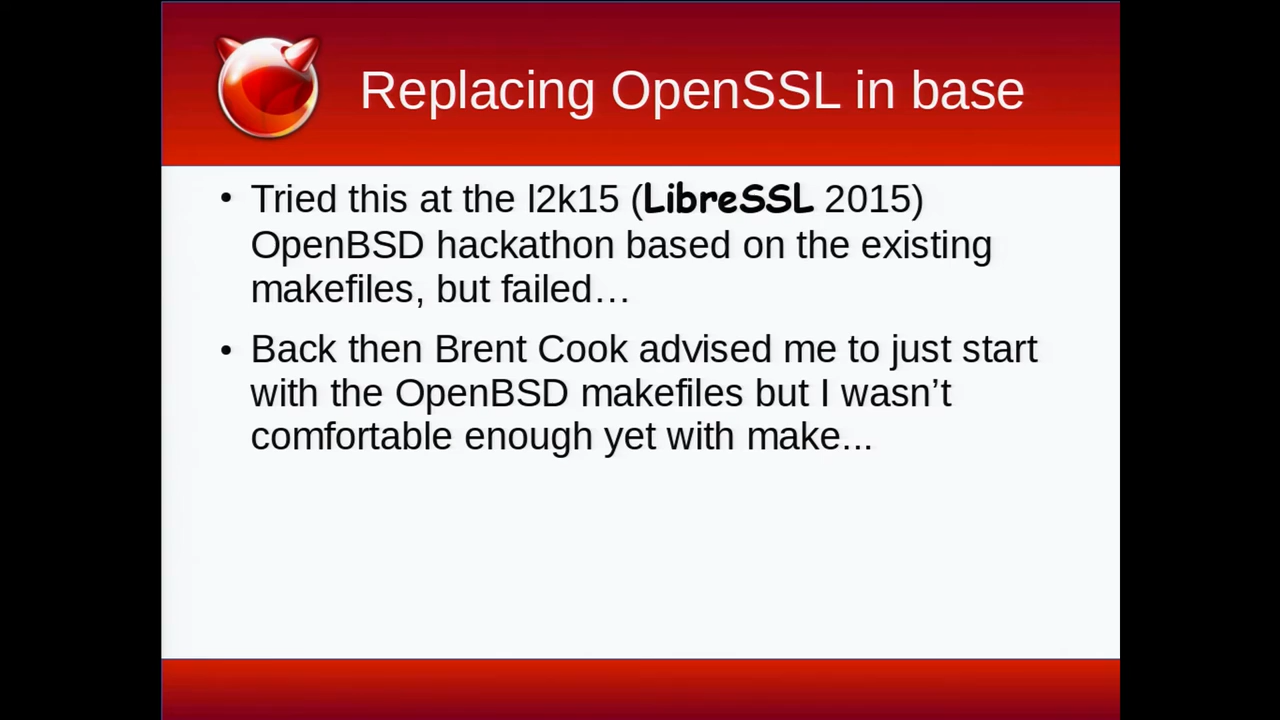 Replacing OpenSSL in base
• Tried this at the l2k15 (LibreSSL 2015)
OpenBSD hackathon based on the existing
makefiles, but failed…
• Back then Brent Cook advised me to just start
with the OpenBSD makefiles but I wasn’t
comfortable enough yet with make...